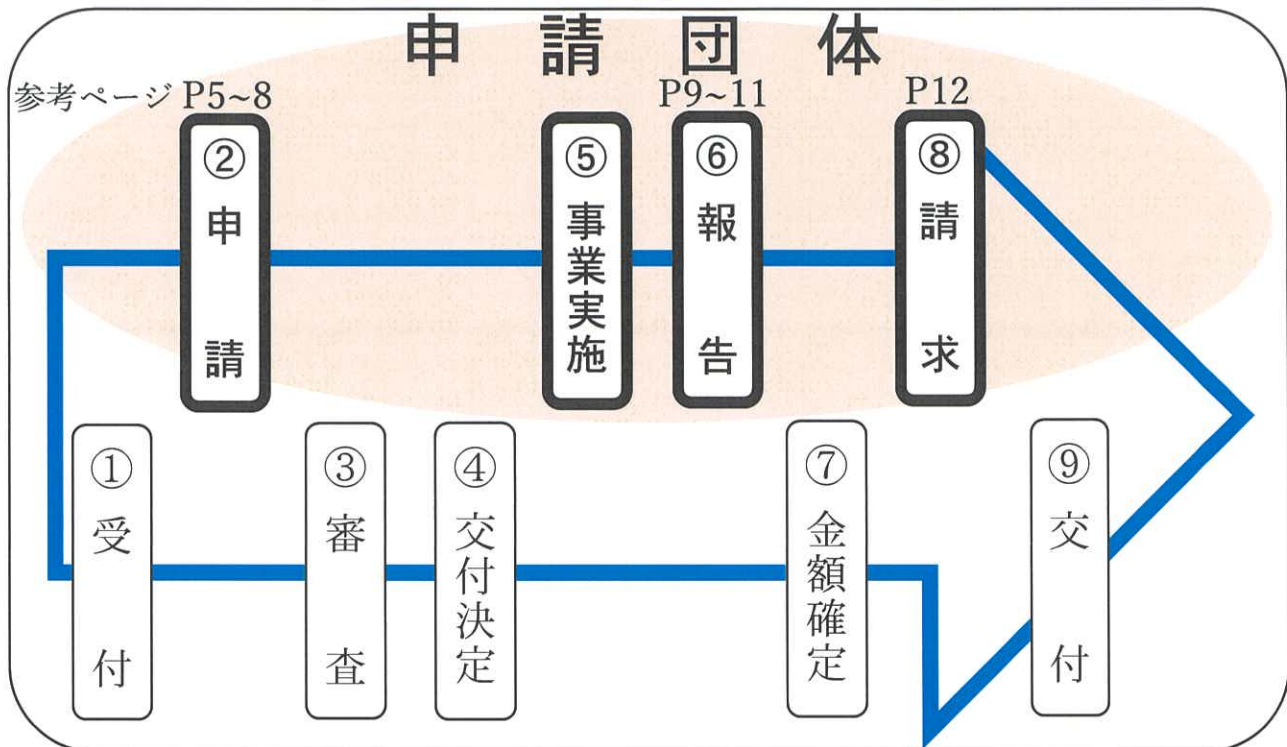 申請団体
参考ページ P5~8
P9~11
P12
②申請
⑤事業実施
⑥報告
⑧請求
①受付
③審査
④交付決定
⑦金額確定
⑨交付